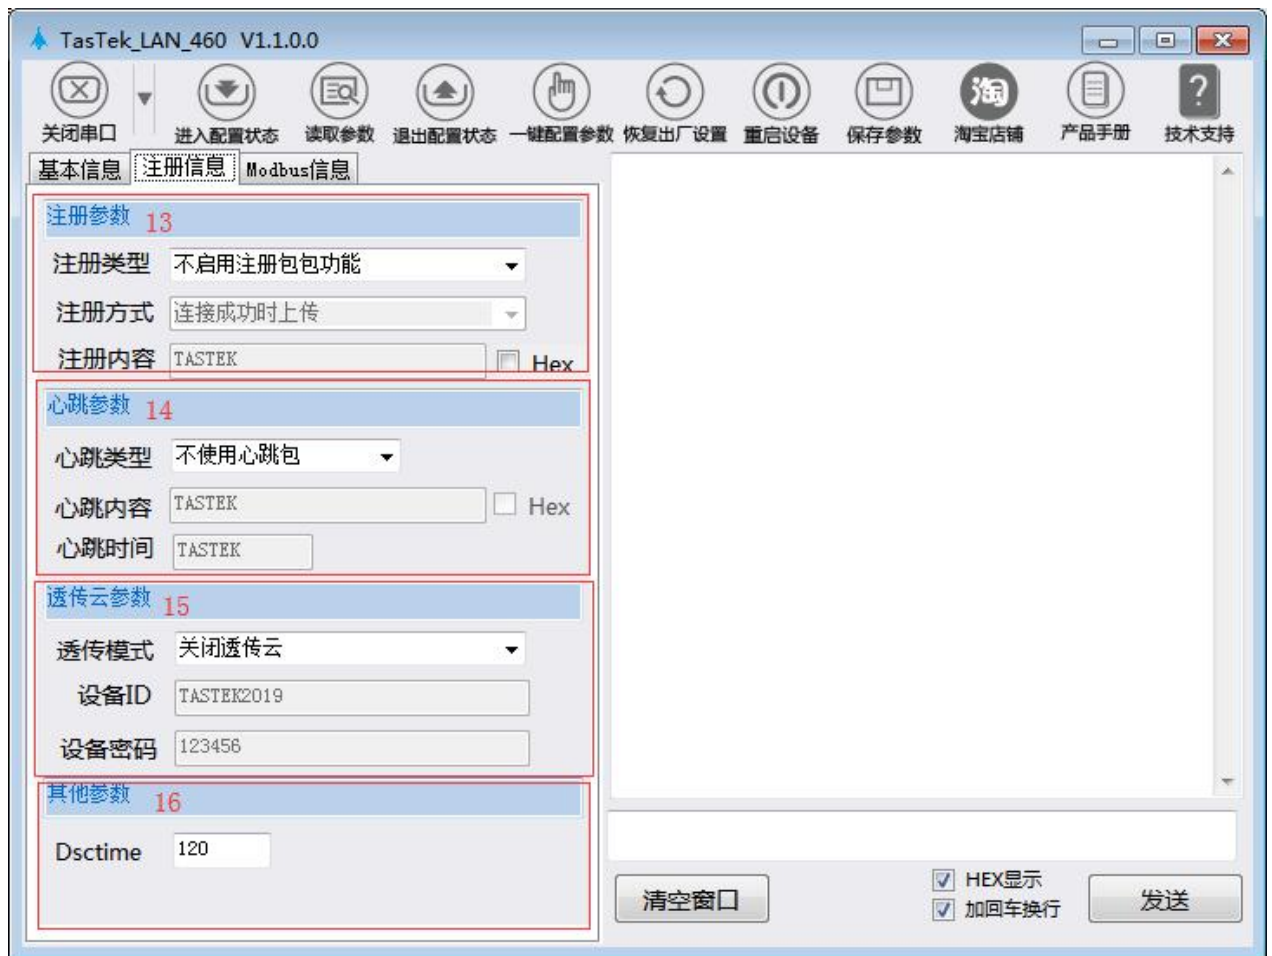 TasTek_LAN_460 V1.1.0.0
关闭串口 进入配置状态 读取参数 退出配置状态 一键配置参数 恢复出厂设置 重启设备 保存参数 淘 淘宝店铺 产品手册 ? 技术支持
基本信息 注册信息 Modbus信息
注册参数 13
注册类型 不启用注册包包功能
注册方式 连接成功时上传
注册内容 TASTEK Hex
心跳参数 14
心跳类型 不使用心跳包
心跳内容 TASTEK Hex
心跳时间 TASTEK
透传云参数 15
透传模式 关闭透传云
设备ID TASTEK2019
设备密码 123456
其他参数 16
Dsctime 120
清空窗口
HEX显示
加回车换行
发送